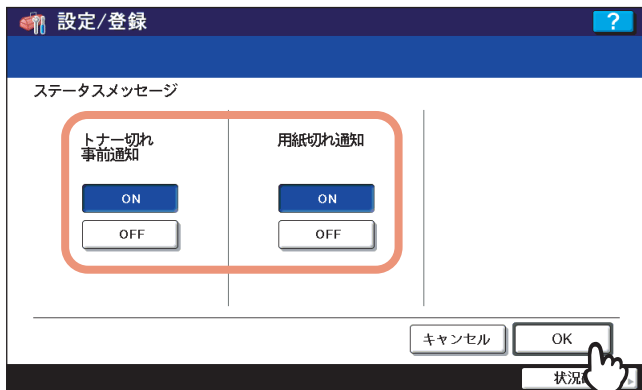 設定/登録
?
ステータスメッセージ
トナー切れ
事前通知
用紙切れ通知
ON
ON
OFF
OFF
キャンセル
OK
状況